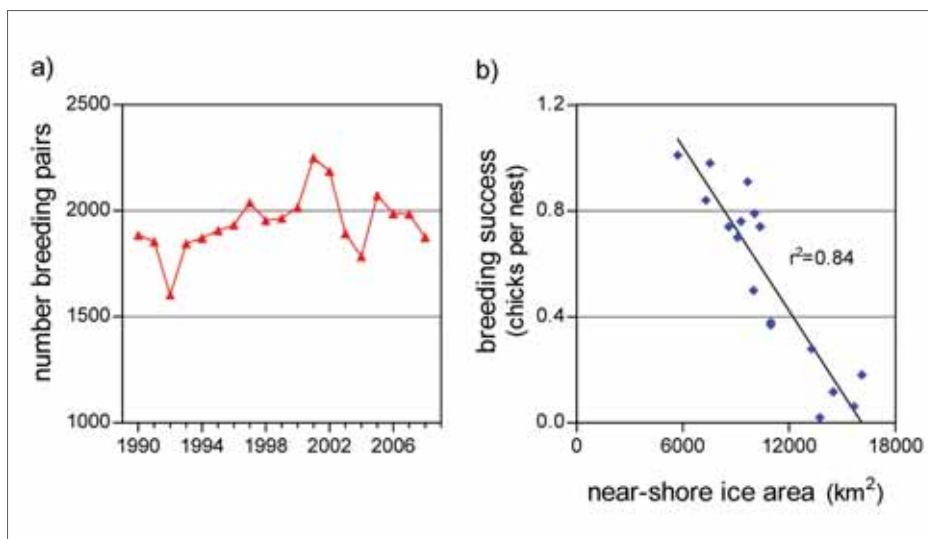 a)
number breeding pairs
2500
2000
1500
1000
1990
1994
1998
2002
2006
b)
breeding success
(chicks per nest)
1.2
0.8
0.4
0.0
r²=0.84
0
6000
12000
18000
near-shore ice area (km²)